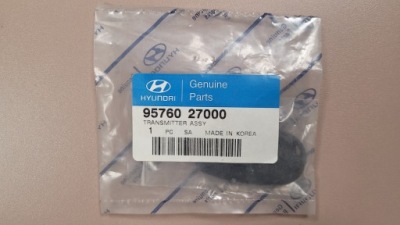 HYUNDAI
Genuine
Parts
95760 27000
TRANSMITTER ASSY
1 PC SA MADE IN KOREA